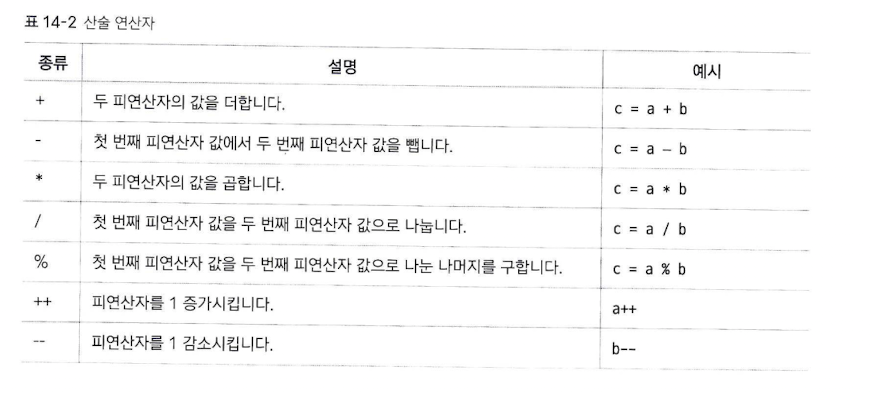 표 14-2 산술 연산자
종류 설명 예시
+ 두 피연산자의 값을 더합니다. c = a + b
- 첫 번째 피연산자 값에서 두 번째 피연산자 값을 뺍니다. c = a – b
* 두 피연산자의 값을 곱합니다. c = a * b
/ 첫 번째 피연산자 값을 두 번째 피연산자 값으로 나눕니다. c = a / b
% 첫 번째 피연산자 값을 두 번째 피연산자 값으로 나눈 나머지를 구합니다. c = a % b
++ 피연산자를 1 증가시킵니다. a++
-- 피연산자를 1 감소시킵니다. b--